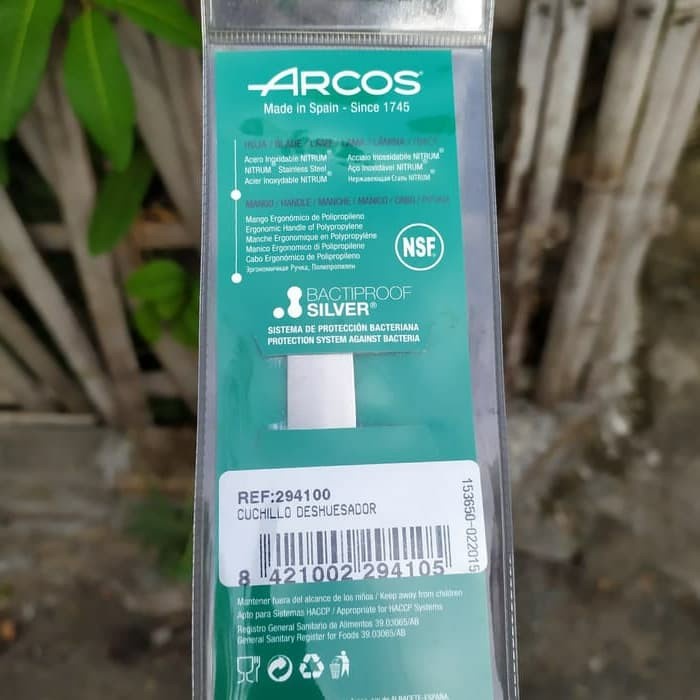 ARCOS®
Made in Spain - Since 1745
HOJA / BLADE / LAME / LAMA / LÂMINA /
Acero Inoxidable NITRUM®
NITRUM® Stainless Steel
Acier Inoxydable NITRUM®
Acciaio Inossidabile NITRUM®
Aço Inoxidável NITRUM®
Нержавеющая Сталь NITRUM®
MANGO / HANDLE / MANCHE / MANICO / CABO /
Mango Ergonómico de Polipropileno
Ergonomic Handle of Polypropylene
Manche Ergonomique en Polypropylène
Manico Ergonomico di Polipropilene
Cabo Ergonómico de Polipropileno
Эргономичная Ручка, Полипропилен
NSF®
BACTIPROOF
SILVER®
SISTEMA DE PROTECCIÓN BACTERIANA
PROTECTION SYSTEM AGAINST BACTERIA
REF:294100
CUCHILLO DESHUESADOR
8 421002 294105
153650-022015
Mantener fuera del alcance de los niños / Keep away from children
Apto para Sistemas HACCP / Appropriate for HACCP Systems
Registro General Sanitario de Alimentos 39.03065/AB
General Sanitary Register for Foods 39.03065/AB
de ALBACETE-ESPAÑA